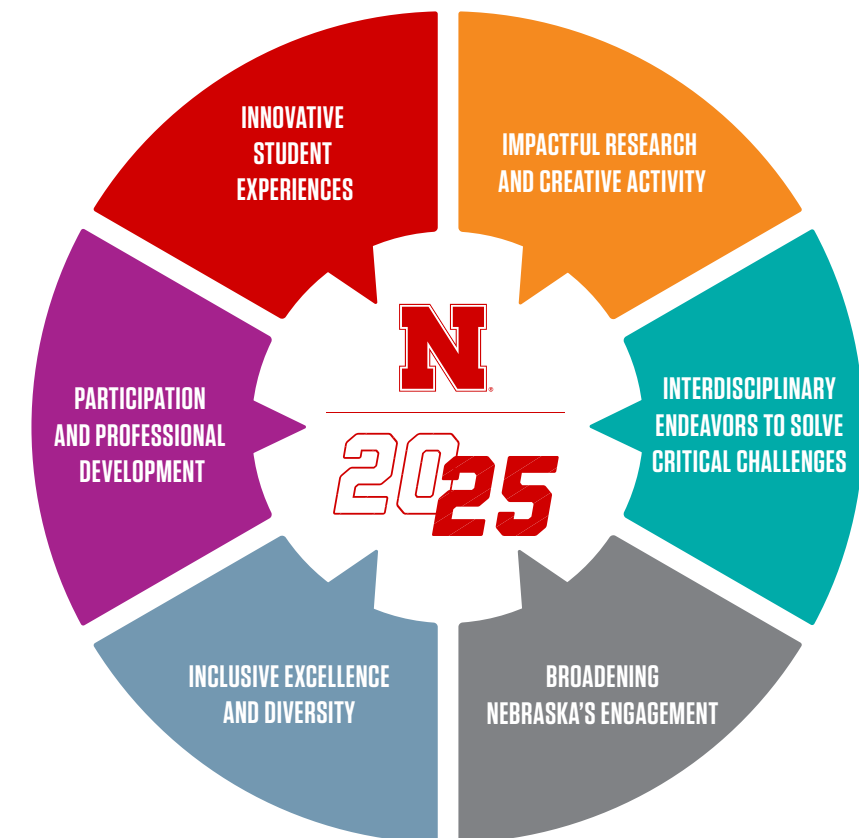 INNOVATIVE
STUDENT
EXPERIENCES
IMPACTFUL RESEARCH
AND CREATIVE ACTIVITY
PARTICIPATION
AND PROFESSIONAL
DEVELOPMENT
N®
2025
INTERDISCIPLINARY
ENDEAVORS TO SOLVE
CRITICAL CHALLENGES
INCLUSIVE EXCELLENCE
AND DIVERSITY
BROADENING
NEBRASKA’S ENGAGEMENT